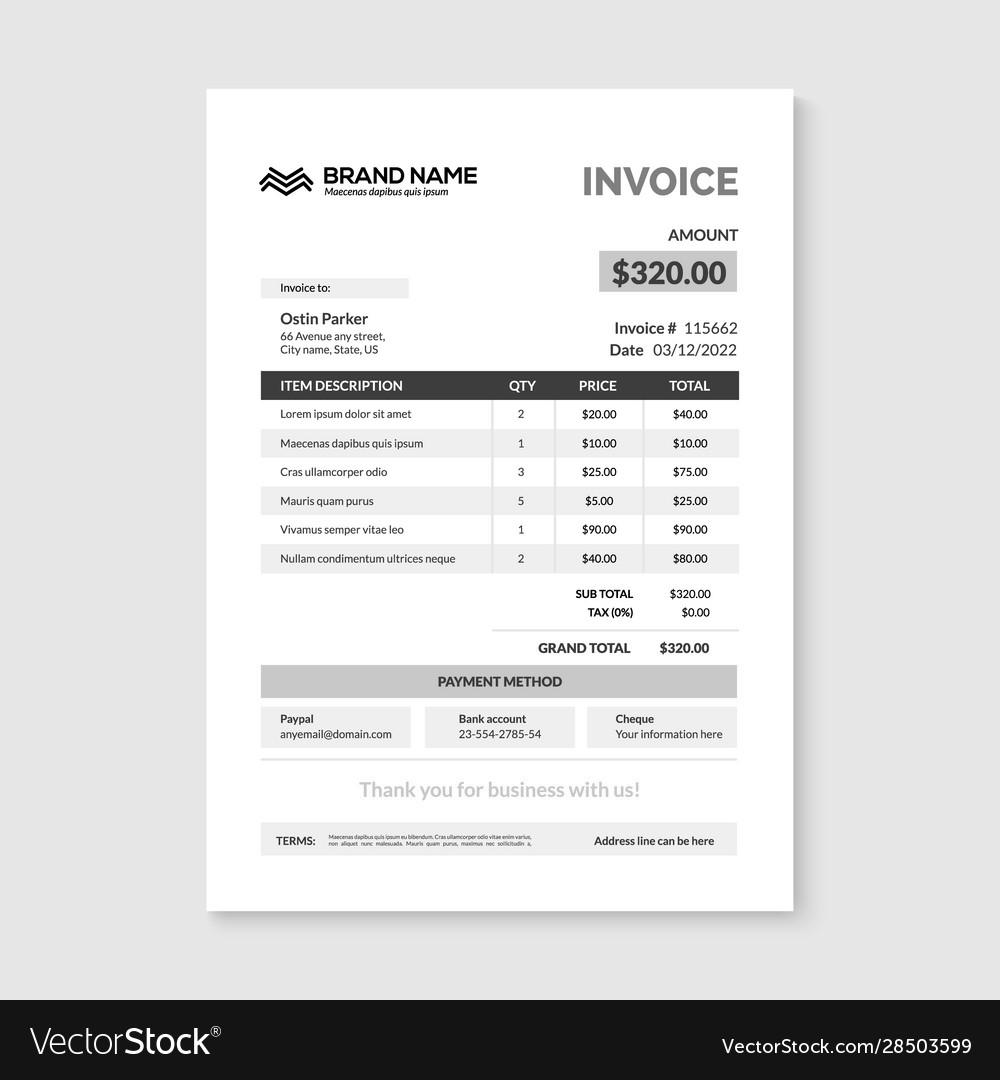 BRAND NAME
Maecenas dapibus quis ipsum
INVOICE
AMOUNT
$320.00
Invoice to:
Ostin Parker
66 Avenue any street,
City name, State, US
Invoice # 115662
Date 03/12/2022
ITEM DESCRIPTION QTY PRICE TOTAL
Lorem ipsum dolor sit amet 2 $20.00 $40.00
Maecenas dapibus quis ipsum 1 $10.00 $10.00
Cras ullamcorper odio 3 $25.00 $75.00
Mauris quam purus 5 $5.00 $25.00
Vivamus semper vitae leo 1 $90.00 $90.00
Nullam condimentum ultrices neque 2 $40.00 $80.00
SUB TOTAL $320.00
TAX (0%) $0.00
GRAND TOTAL $320.00
PAYMENT METHOD
Paypal
anyemail@domain.com
Bank account
23-554-2785-54
Cheque
Your information here
Thank you for business with us!
TERMS:
Maecenas dapibus quis ipsum eu bibendum. Cras ullamcorper odio vitae enim varius,
non aliquet nunc malesuada. Mauris quam purus, maximus nec sollicitudin a,
Address line can be here
VectorStock®
VectorStock.com/28503599